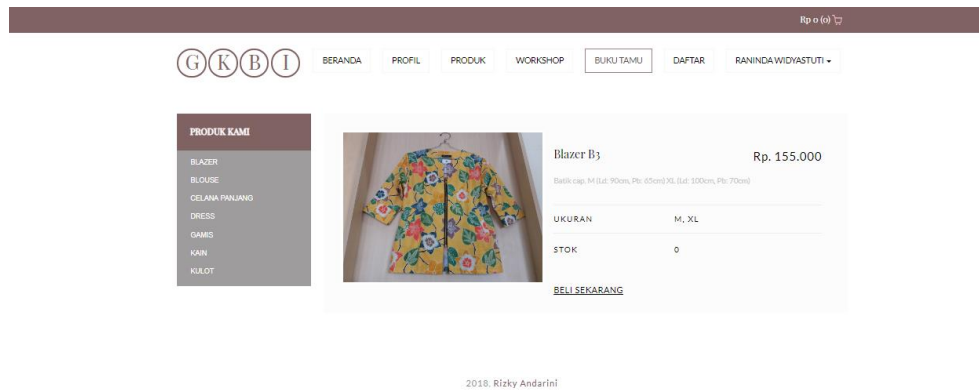 Rp 0 (0)
GKBI
BERANDA PROFIL PRODUK WORKSHOP BUKU TAMU DAFTAR RANINDA WIDYASTUTI
PRODUK KAMI
BLAZER
BLOUSE
CELANA PANJANG
DRESS
GAMIS
KAIN
KULOT
Blazer B3
Rp. 155.000
Batik cap. M (Ld: 90cm, Pb: 65cm) XL (Ld: 100cm, Pb: 70cm)
UKURAN M, XL
STOK 0
BELI SEKARANG
2018. Rizky Andarini